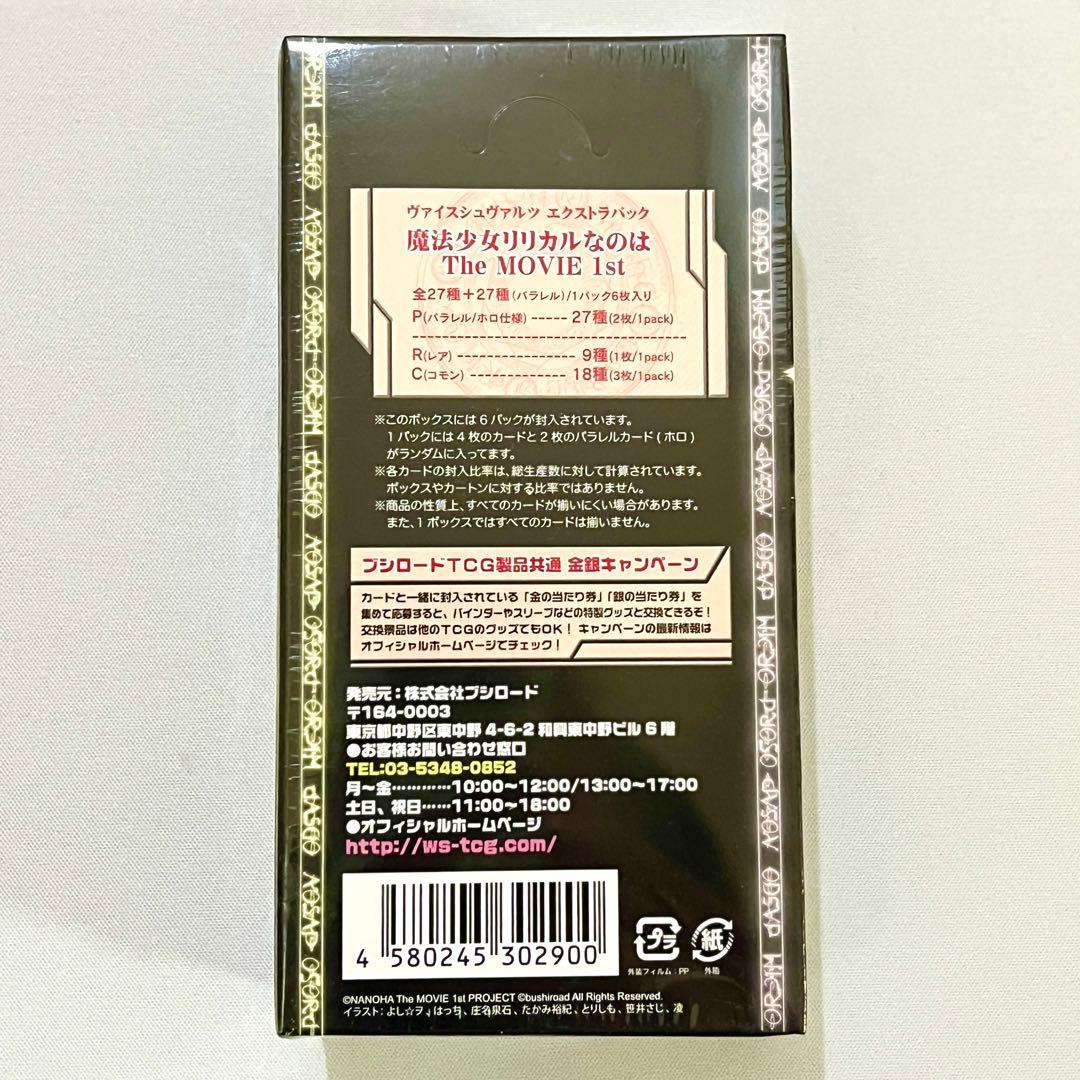 ヴァイスシュヴァルツ エクストラパック
魔法少女リリカルなのは
The MOVIE 1st
全27種＋27種(パラレル)/1パック6枚入り
P(パラレル/ホロ仕様) ----- 27種(2枚/1pack)
R(レア) ---------------- 9種(1枚/1pack)
C(コモン) ------------- 18種(3枚/1pack)
※このボックスには6パックが封入されています。
1パックには4枚のカードと2枚のパラレルカード(ホロ)
がランダムに入ってます。
※各カードの封入比率は、総生産数に対して計算されています。
ボックスやカートンに対する比率ではありません。
※商品の性質上、すべてのカードが揃いにくい場合があります。
また、1ボックスではすべてのカードは揃いません。
ブシロードTCG製品共通 金銀キャンペーン
カードと一緒に封入されている「金の当たり券」「銀の当たり券」を
集めて応募すると、バインダーやスリーブなどの特製グッズと交換できるぞ！
交換景品は他のTCGのグッズでもOK！ キャンペーンの最新情報は
オフィシャルホームページでチェック！
発売元：株式会社ブシロード
〒164-0003
東京都中野区東中野 4-6-2 和興東中野ビル 6 階
●お客様お問い合わせ窓口
TEL:03-5348-0852
月～金…………10:00～12:00/13:00～17:00
土日、祝日……11:00～18:00
●オフィシャルホームページ
http://ws-tcg.com/
4 580245 302900
プラ
紙
外装フィルム：PP
外箱
©NANOHA The MOVIE 1st PROJECT ©bushiroad All Rights Reserved.
イラスト：よし☆ヲ、はっち、庄名泉石、たかみ裕紀、とりしも、笹井さじ、凌